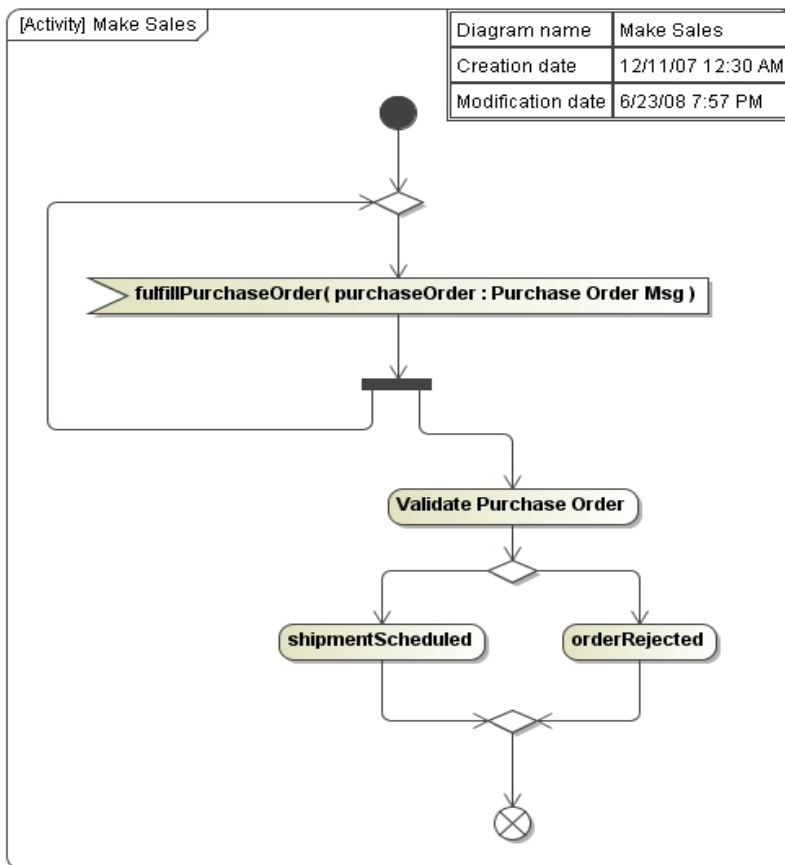 [Activity] Make Sales
Diagram name Make Sales
Creation date 12/11/07 12:30 AM
Modification date 6/23/08 7:57 PM
fulfillPurchaseOrder( purchaseOrder : Purchase Order Msg )
Validate Purchase Order
shipmentScheduled
orderRejected